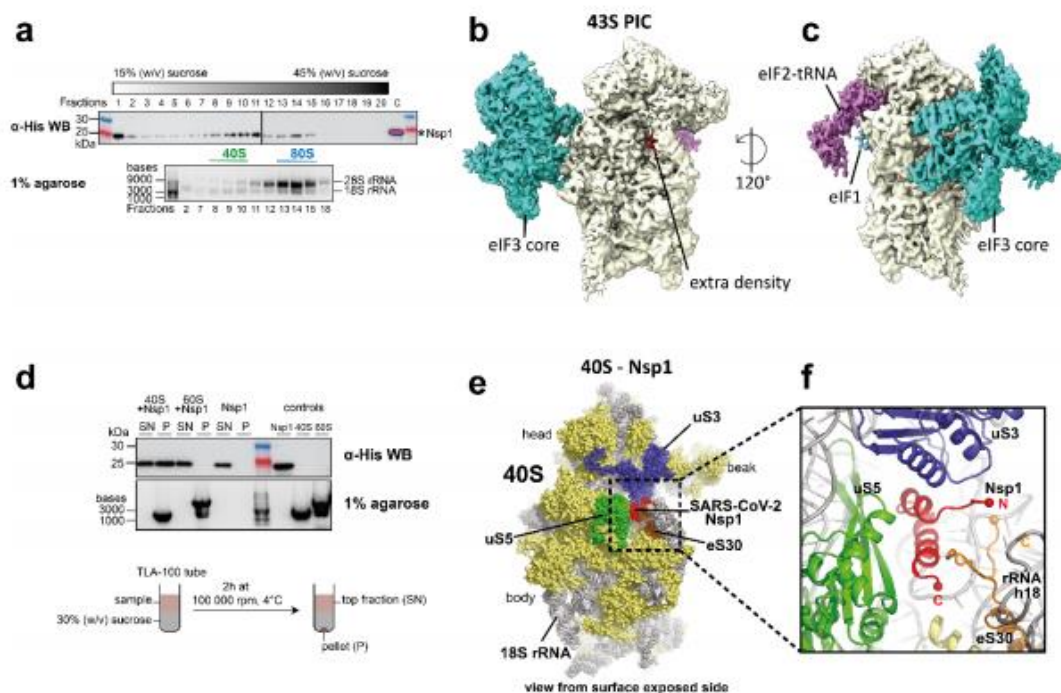 a
15% (w/v) sucrose 45% sucrose
Fractions 1 2 3 4 5 6 7 8 9 10 11 12 13 14 15 16 17 18 19 20 C
α-His WB
30
25
kDa
*Nsp1
40S 80S
bases
1% agarose
9000
3000
1000
28S rRNA
18S rRNA
Fractions 2 7 8 9 10 11 12 13 14 15 18
b
43S PIC
eIF3 core
extra density
120°
c
eIF2-tRNA
eIF1
eIF3 core
d
40S +Nsp1 60S +Nsp1 Nsp1 controls
kDa SN P SN P SN P Nsp1 40S 60S
30
25
α-His WB
bases
3000
1000
1% agarose
TLA-100 tube
sample
30% (w/v) sucrose
2h at
100 000 rpm, 4°C
top fraction (SN)
pellet (P)
e
40S - Nsp1
head
uS3
beak
40S
SARS-CoV-2
Nsp1
uS5
eS30
body
18S rRNA
view from surface exposed side
f
uS3
uS5
Nsp1
N
C
C
rRNA
h18
eS30